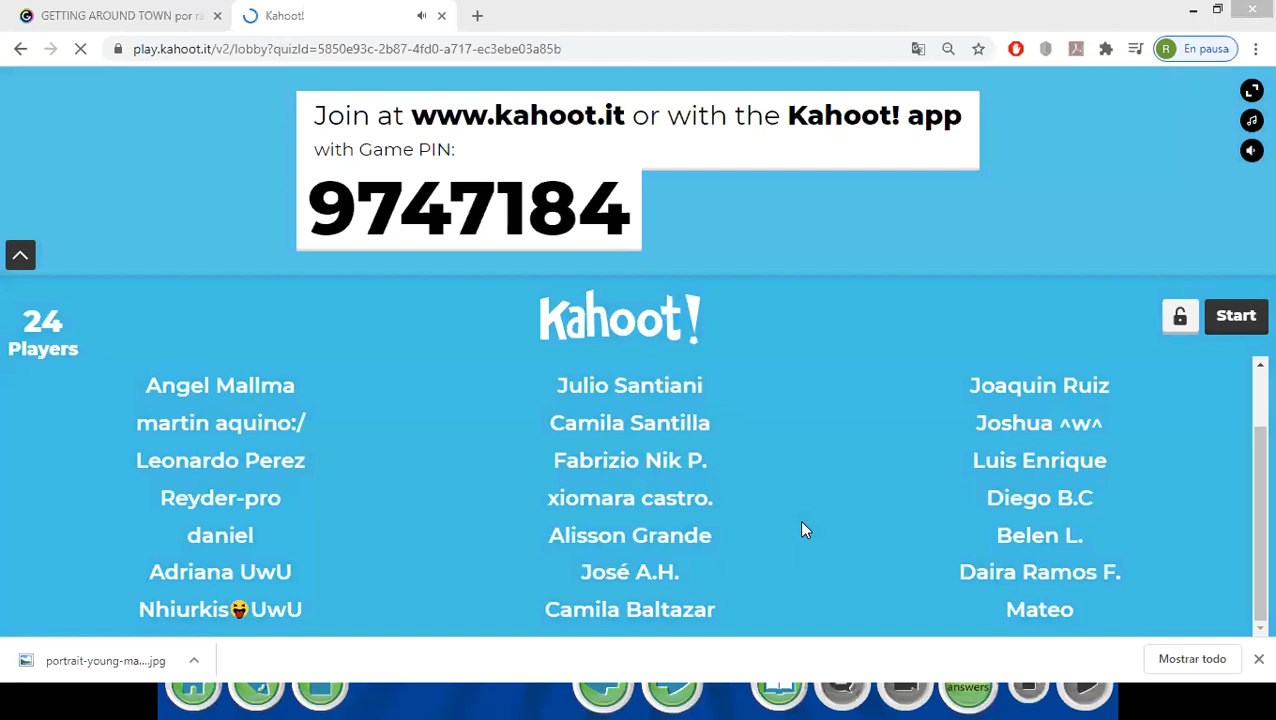 GETTING AROUND TOWN por ra
Kahoot!
play.kahoot.it/v2/lobby?quizId=5850e93c-2b87-4fd0-a717-ec3ebe03a85b
R En pausa
Join at www.kahoot.it or with the Kahoot! app
with Game PIN:
9747184
24
Players
Kahoot!
Start
Angel Mallma
Julio Santiani
Joaquin Ruiz
martin aquino:/
Camila Santilla
Joshua ^w^
Leonardo Perez
Fabrizio Nik P.
Luis Enrique
Reyder-pro
xiomara castro.
Diego B.C
daniel
Alisson Grande
Belen L.
Adriana UwU
José A.H.
Daira Ramos F.
Nhiurkis😝UwU
Camila Baltazar
Mateo
portrait-young-ma....jpg
Mostrar todo
answers